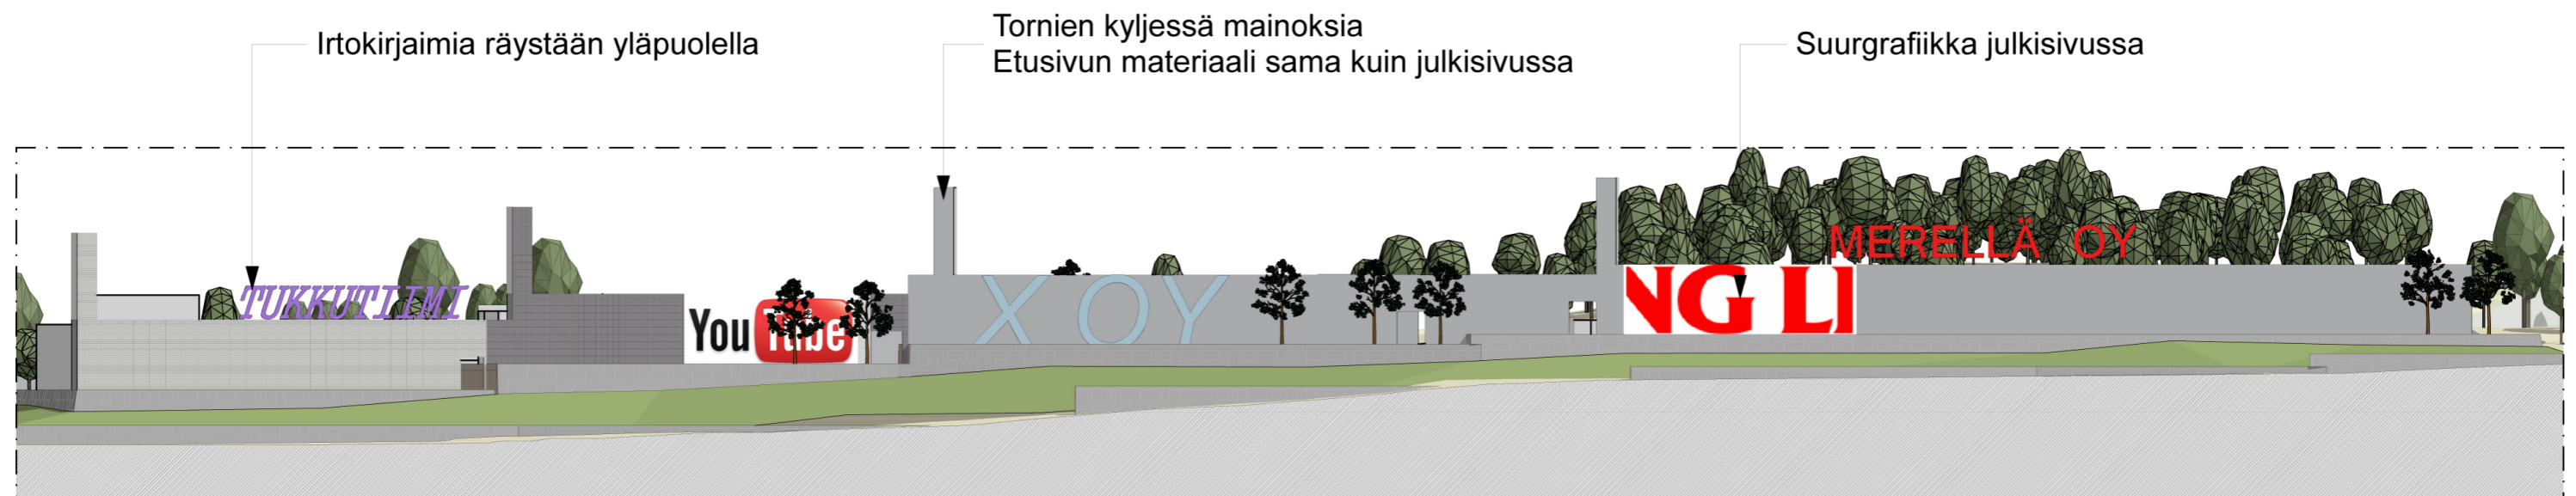 Irtokirjaimia räystään yläpuolella
Tornien kyljessä mainoksia
Etusivun materiaali sama kuin julkisivussa
Suurgrafiikka julkisivussa
TUKKUTIIMI
YouTube
X OY
NG LI
MERELLÄ OY